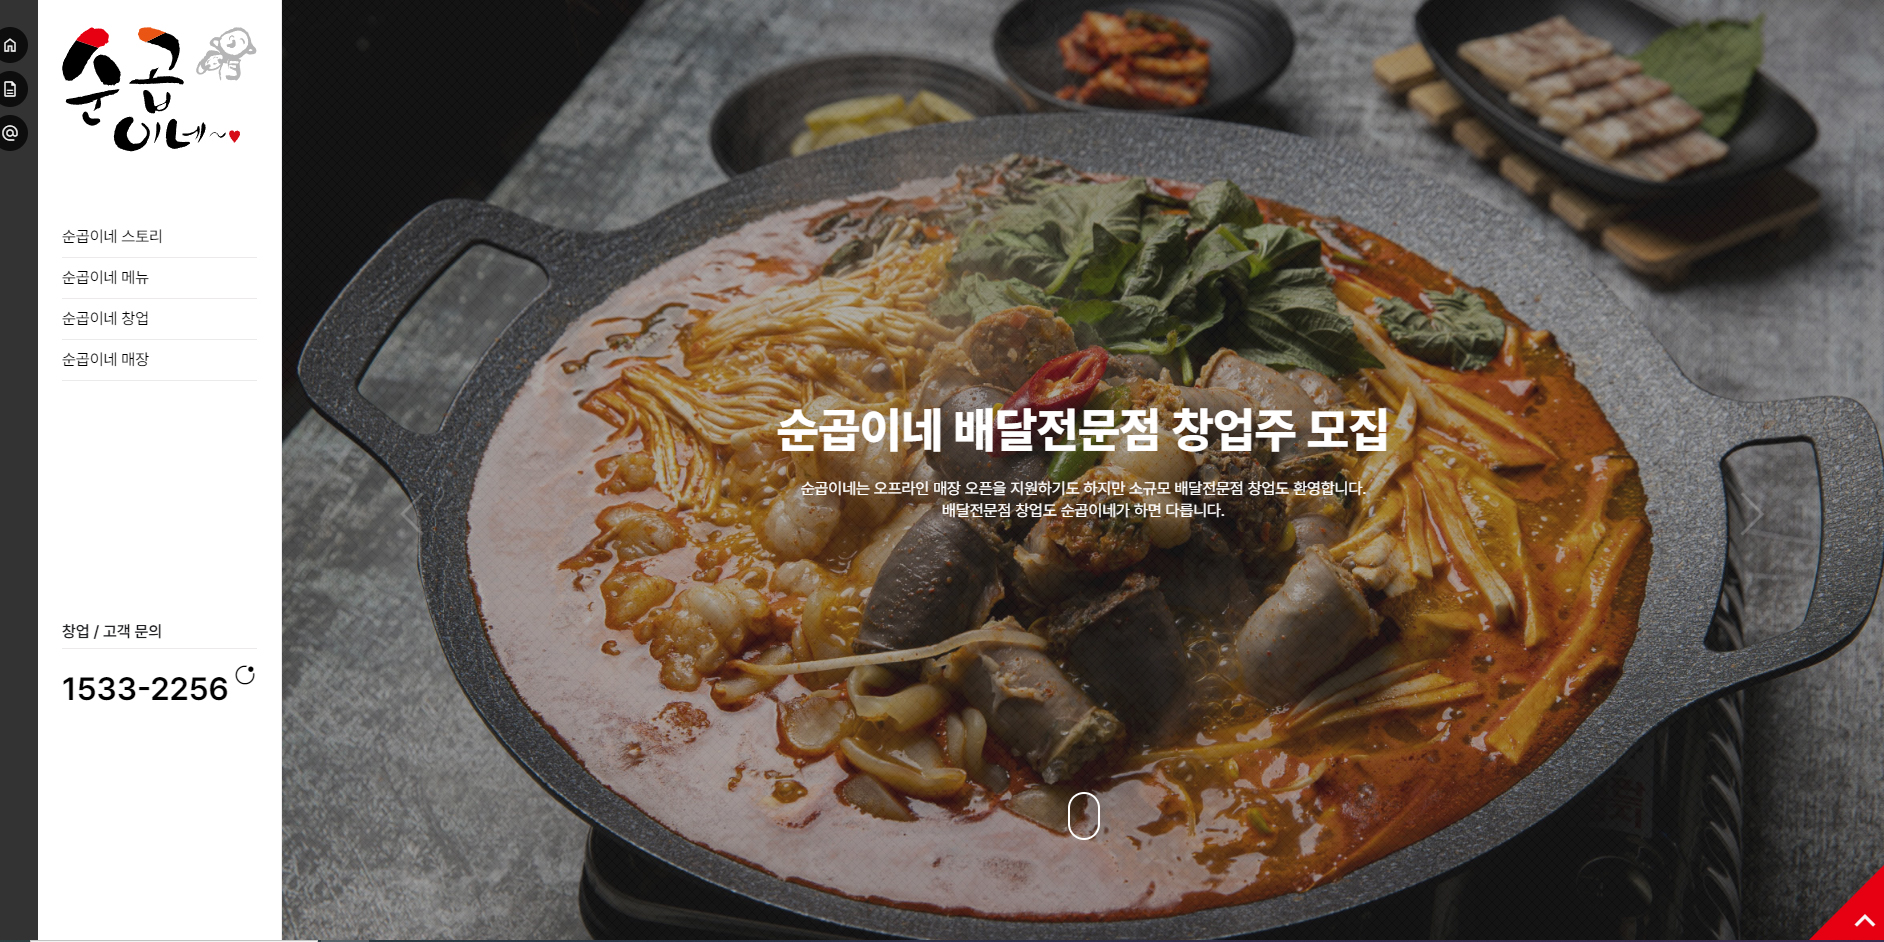 순곱
이네~
순곱이네 스토리
순곱이네 메뉴
순곱이네 창업
순곱이네 매장
창업 / 고객 문의
1533-2256
순곱이네 배달전문점 창업주 모집
순곱이네는 오프라인 매장 오픈을 지원하기도 하지만 소규모 배달전문점 창업도 환영합니다.
배달전문점 창업도 순곱이네가 하면 다릅니다.